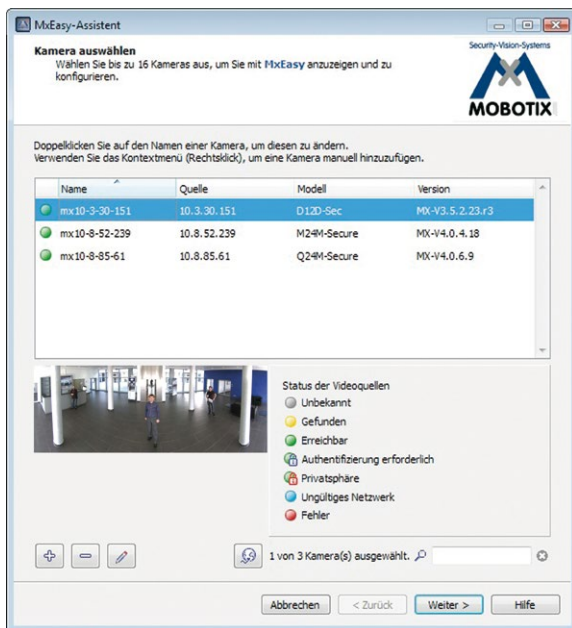 MxEasy-Assistent
Kamera auswählen
Wählen Sie bis zu 16 Kameras aus, um Sie mit MxEasy anzuzeigen und zu
konfigurieren.
Security-Vision-Systems
MOBOTIX
Doppelklicken Sie auf den Namen einer Kamera, um diesen zu ändern.
Verwenden Sie das Kontextmenü (Rechtsklick), um eine Kamera manuell hinzuzufügen.
Name Quelle Modell Version
mx10-3-30-151 10.3.30.151 D12D-Sec MX-V3.5.2.23.r3
mx10-8-52-239 10.8.52.239 M24M-Secure MX-V4.0.4.18
mx10-8-85-61 10.8.85.61 Q24M-Secure MX-V4.0.6.9
Status der Videoquellen
Unbekannt
Gefunden
Erreichbar
Authentifizierung erforderlich
Privatsphäre
Ungültiges Netzwerk
Fehler
1 von 3 Kamera(s) ausgewählt.
Abbrechen < Zurück Weiter > Hilfe